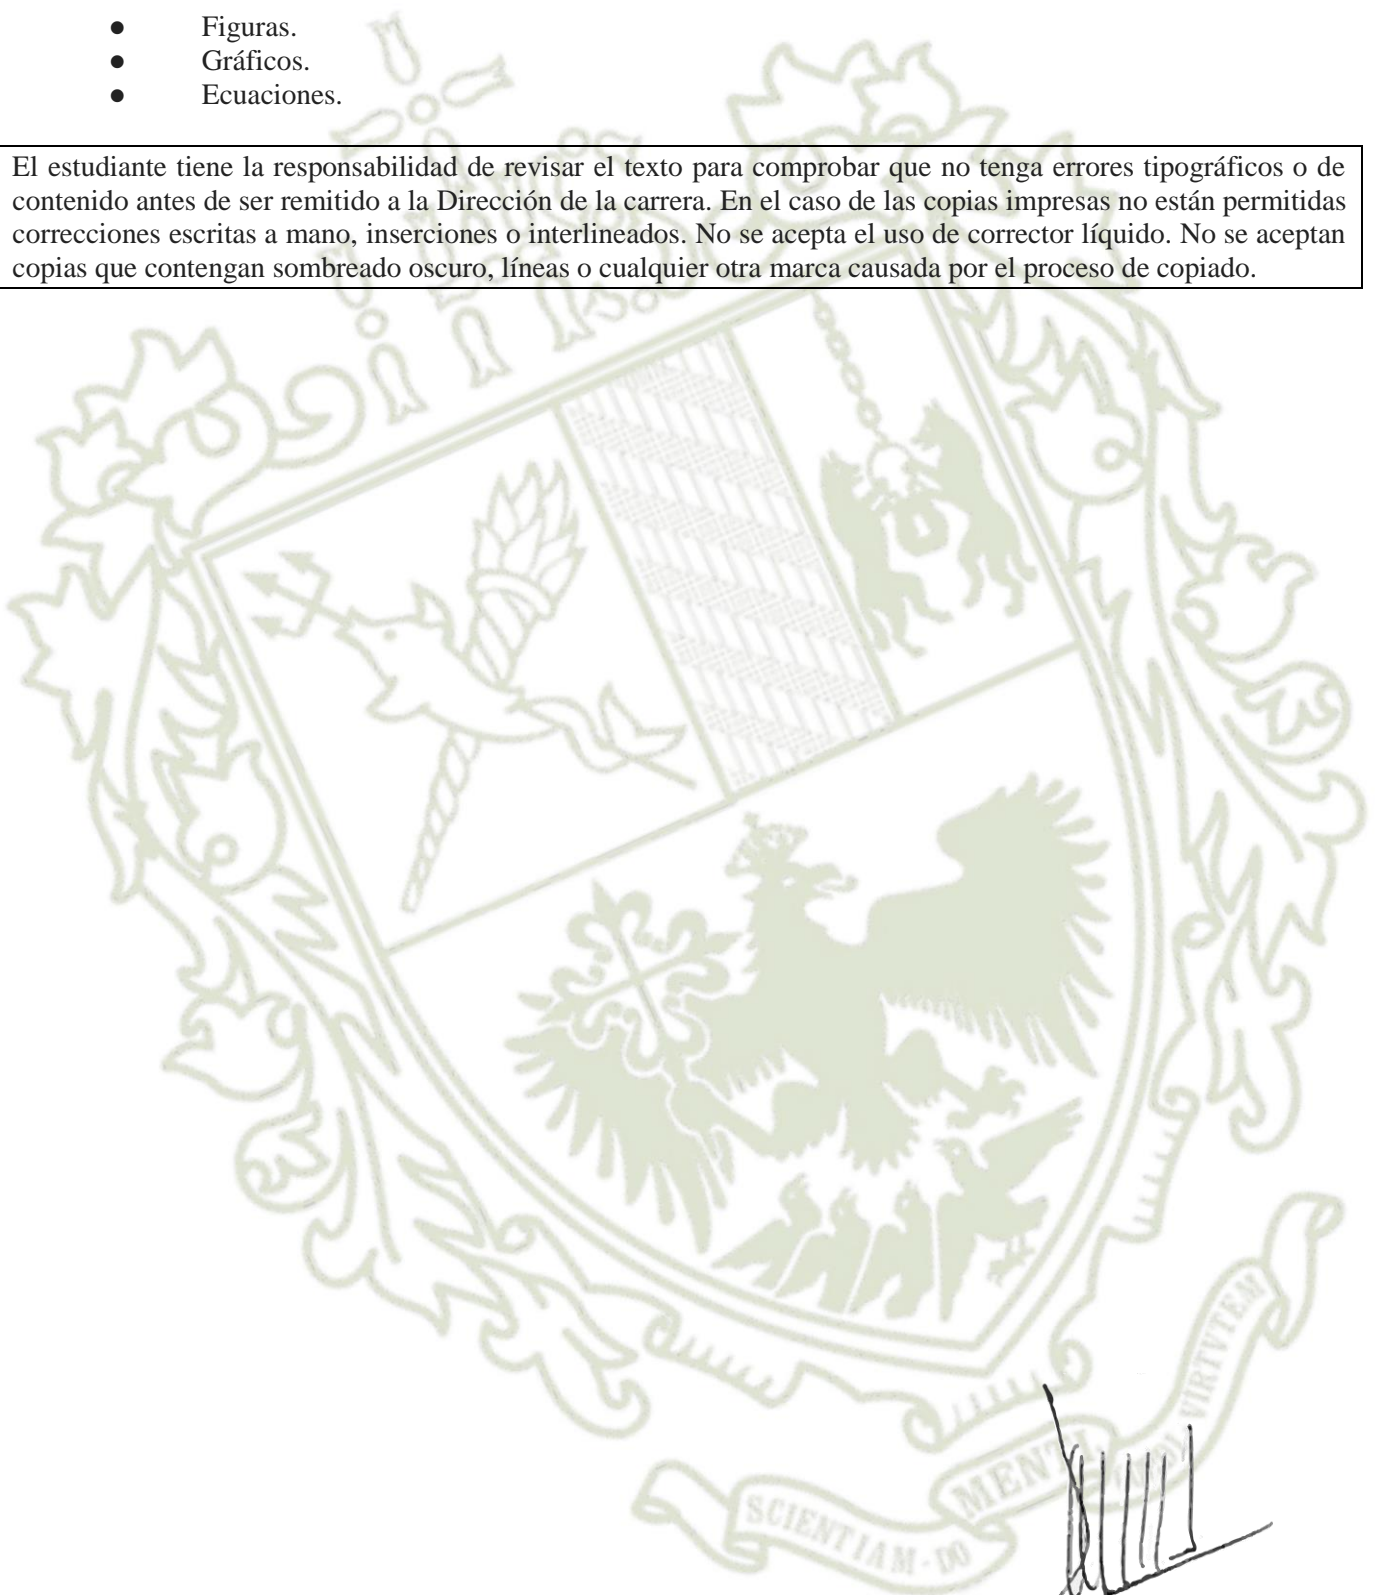 ● Figuras.
● Gráficos.
● Ecuaciones.
El estudiante tiene la responsabilidad de revisar el texto para comprobar que no tenga errores tipográficos o de
contenido antes de ser remitido a la Dirección de la carrera. En el caso de las copias impresas no están permitidas
correcciones escritas a mano, inserciones o interlineados. No se acepta el uso de corrector líquido. No se aceptan
copias que contengan sombreado oscuro, líneas o cualquier otra marca causada por el proceso de copiado.
SCIENTIAM - DO
MENTI
VIRTVTEM